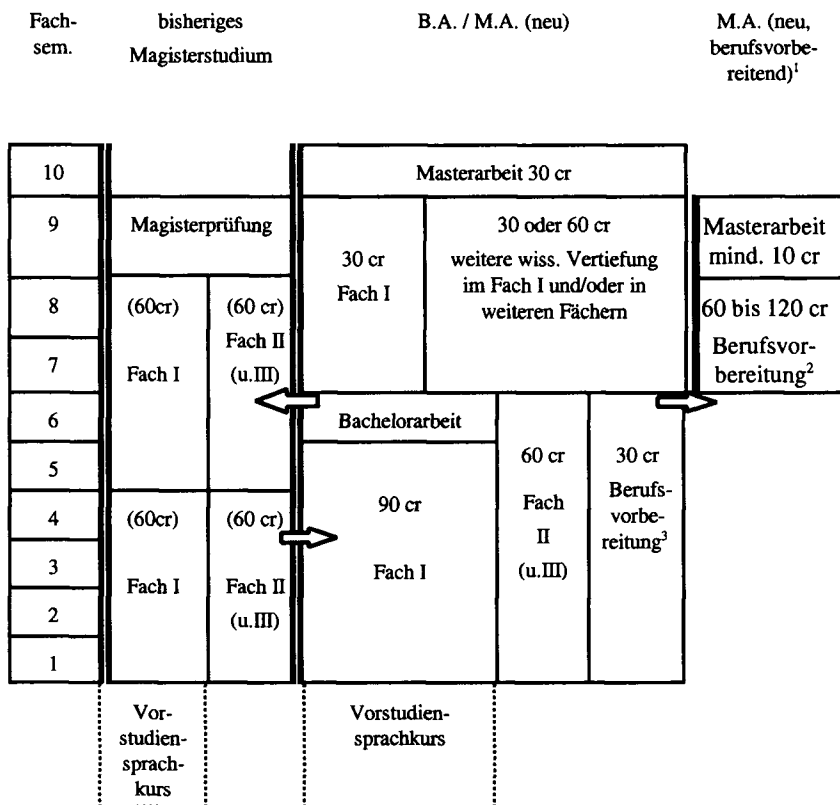 Fach-
sem.
bisheriges
Magisterstudium
B.A. / M.A. (neu)
M.A. (neu,
berufsvorbe-
reitend)¹
10
9
8
7
6
5
4
3
2
1
Magisterprüfung
(60cr)
Fach I
(60 cr)
Fach II
(u.III)
(60cr)
Fach I
(60 cr)
Fach II
(u.III)
Masterarbeit 30 cr
30 cr
Fach I
30 oder 60 cr
weitere wiss. Vertiefung
im Fach I und/oder in
weiteren Fächern
Bachelorarbeit
90 cr
Fach I
60 cr
Fach
II
(u.III)
30 cr
Berufs-
vorbe-
reitung³
Masterarbeit
mind. 10 cr
60 bis 120 cr
Berufsvor-
bereitung²
Vor-
studien-
sprach-
kurs
Vorstudien-
sprachkurs